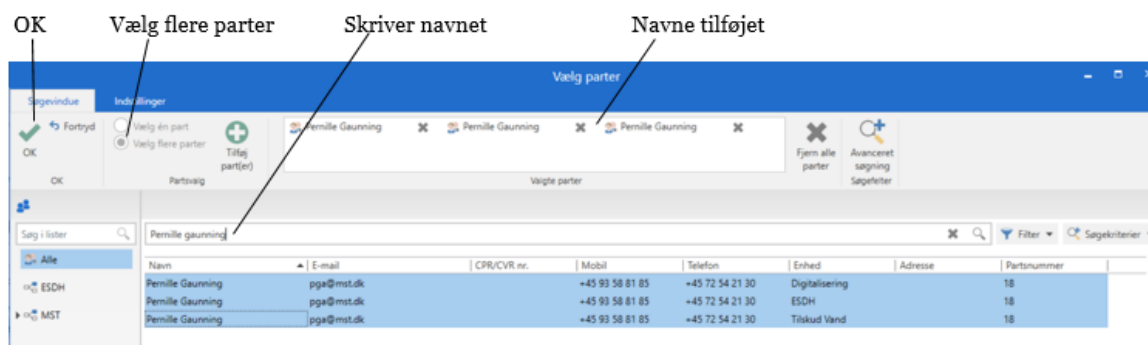 OK Vælg flere parter Skriver navnet Navne tilføjet
Vælg parter
Søgevindue Indstillinger
OK Fortryd Vælg én part Vælg flere parter Tilføj part(er) Pernille Gaunning Pernille Gaunning Pernille Gaunning Fjern alle parter Avanceret søgning
OK Partsvalg Valgte parter Søgefelter
Søg i lister Pernille gaunning Filter Søgekriterier
Alle
ESDH
MST
Navn E-mail CPR/CVR nr. Mobil Telefon Enhed Adresse Partsnummer
Pernille Gaunning pga@mst.dk +45 93 58 81 85 +45 72 54 21 30 Digitalisering 18
Pernille Gaunning pga@mst.dk +45 93 58 81 85 +45 72 54 21 30 ESDH 18
Pernille Gaunning pga@mst.dk +45 93 58 81 85 +45 72 54 21 30 Tilskud Vand 18